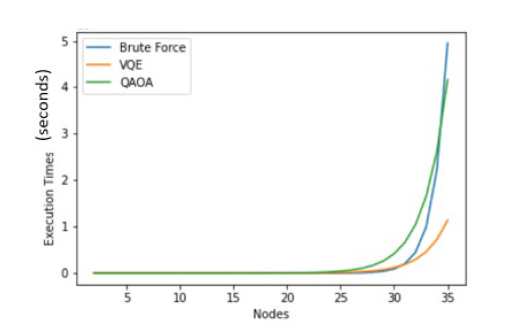 Brute Force
VQE
QAOA
Execution Times (seconds)
5
4
3
2
1
0
5 10 15 20 25 30 35
Nodes